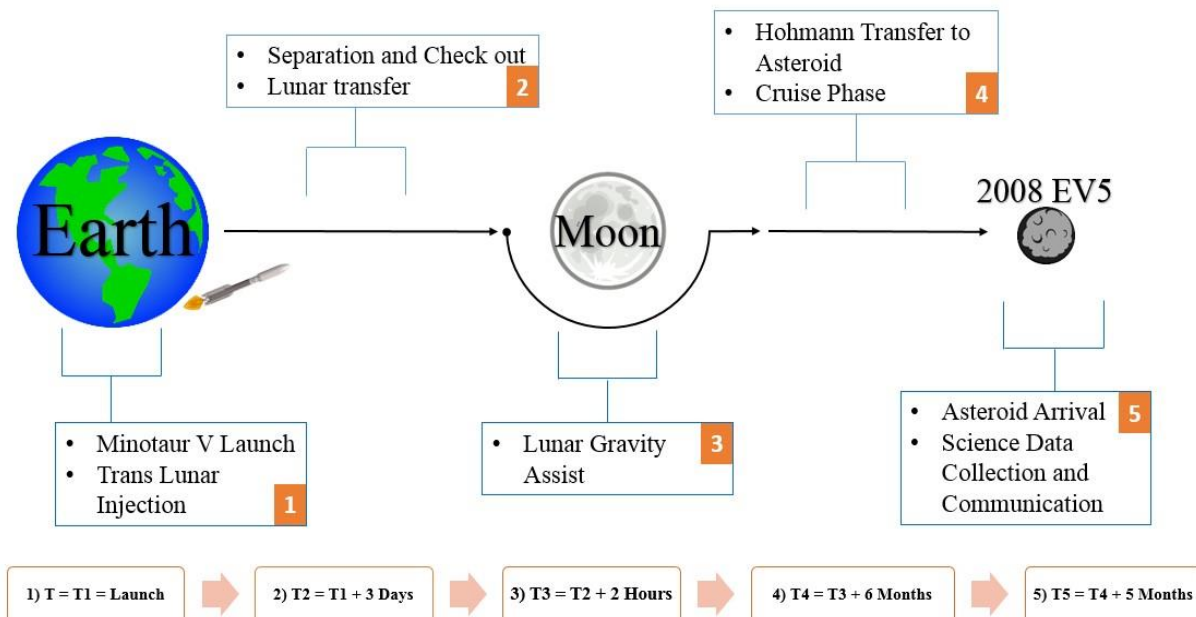 • Separation and Check out
• Lunar transfer
2
• Hohmann Transfer to
Asteroid
• Cruise Phase
4
Earth
Moon
2008 EV5
• Minotaur V Launch
• Trans Lunar
Injection
1
• Lunar Gravity
Assist
3
• Asteroid Arrival
• Science Data
Collection and
Communication
5
1) T = T1 = Launch
2) T2 = T1 + 3 Days
3) T3 = T2 + 2 Hours
4) T4 = T3 + 6 Months
5) T5 = T4 + 5 Months